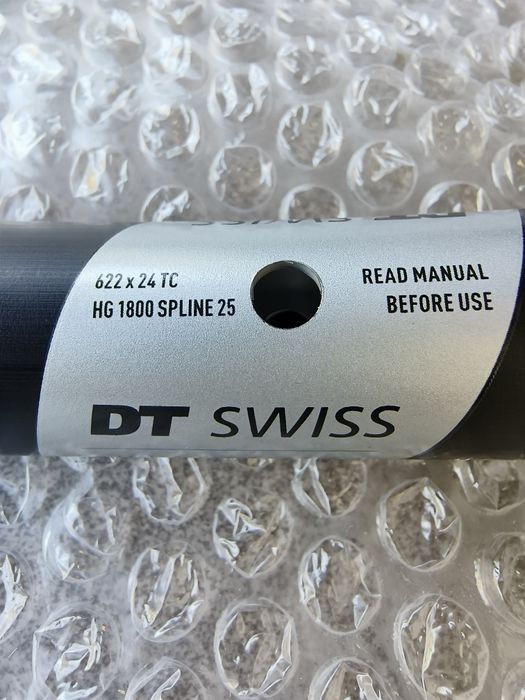 622 x 24 TC
HG 1800 SPLINE 25
READ MANUAL
BEFORE USE
DT SWISS